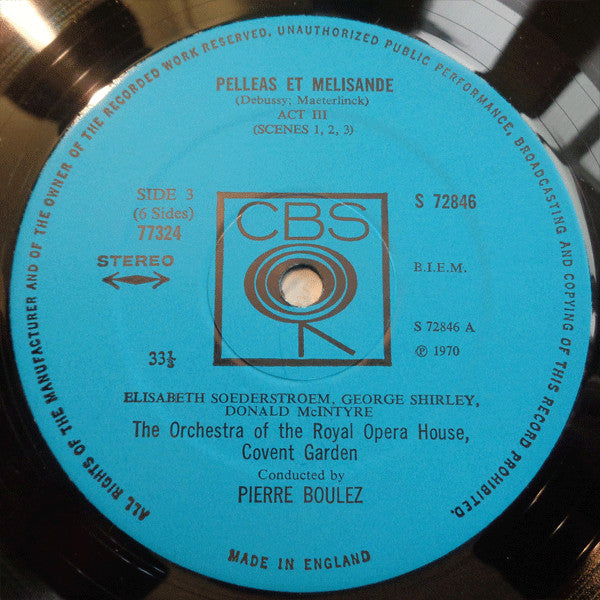 ALL RIGHTS OF THE MANUFACTURER AND OF THE OWNER OF THE RECORDED WORK RESERVED. UNAUTHORIZED PUBLIC PERFORMANCE, BROADCASTING AND COPYING OF THIS RECORD PROHIBITED.
PELLEAS ET MELISANDE
(Debussy; Maeterlinck)
ACT III
(SCENES 1, 2, 3)
SIDE 3
(6 Sides)
77324
STEREO
33⅓
CBS
S 72846
B.I.E.M.
S 72846 A
℗ 1970
ELISABETH SOEDERSTROEM, GEORGE SHIRLEY,
DONALD McINTYRE
The Orchestra of the Royal Opera House,
Covent Garden
Conducted by
PIERRE BOULEZ
MADE IN ENGLAND